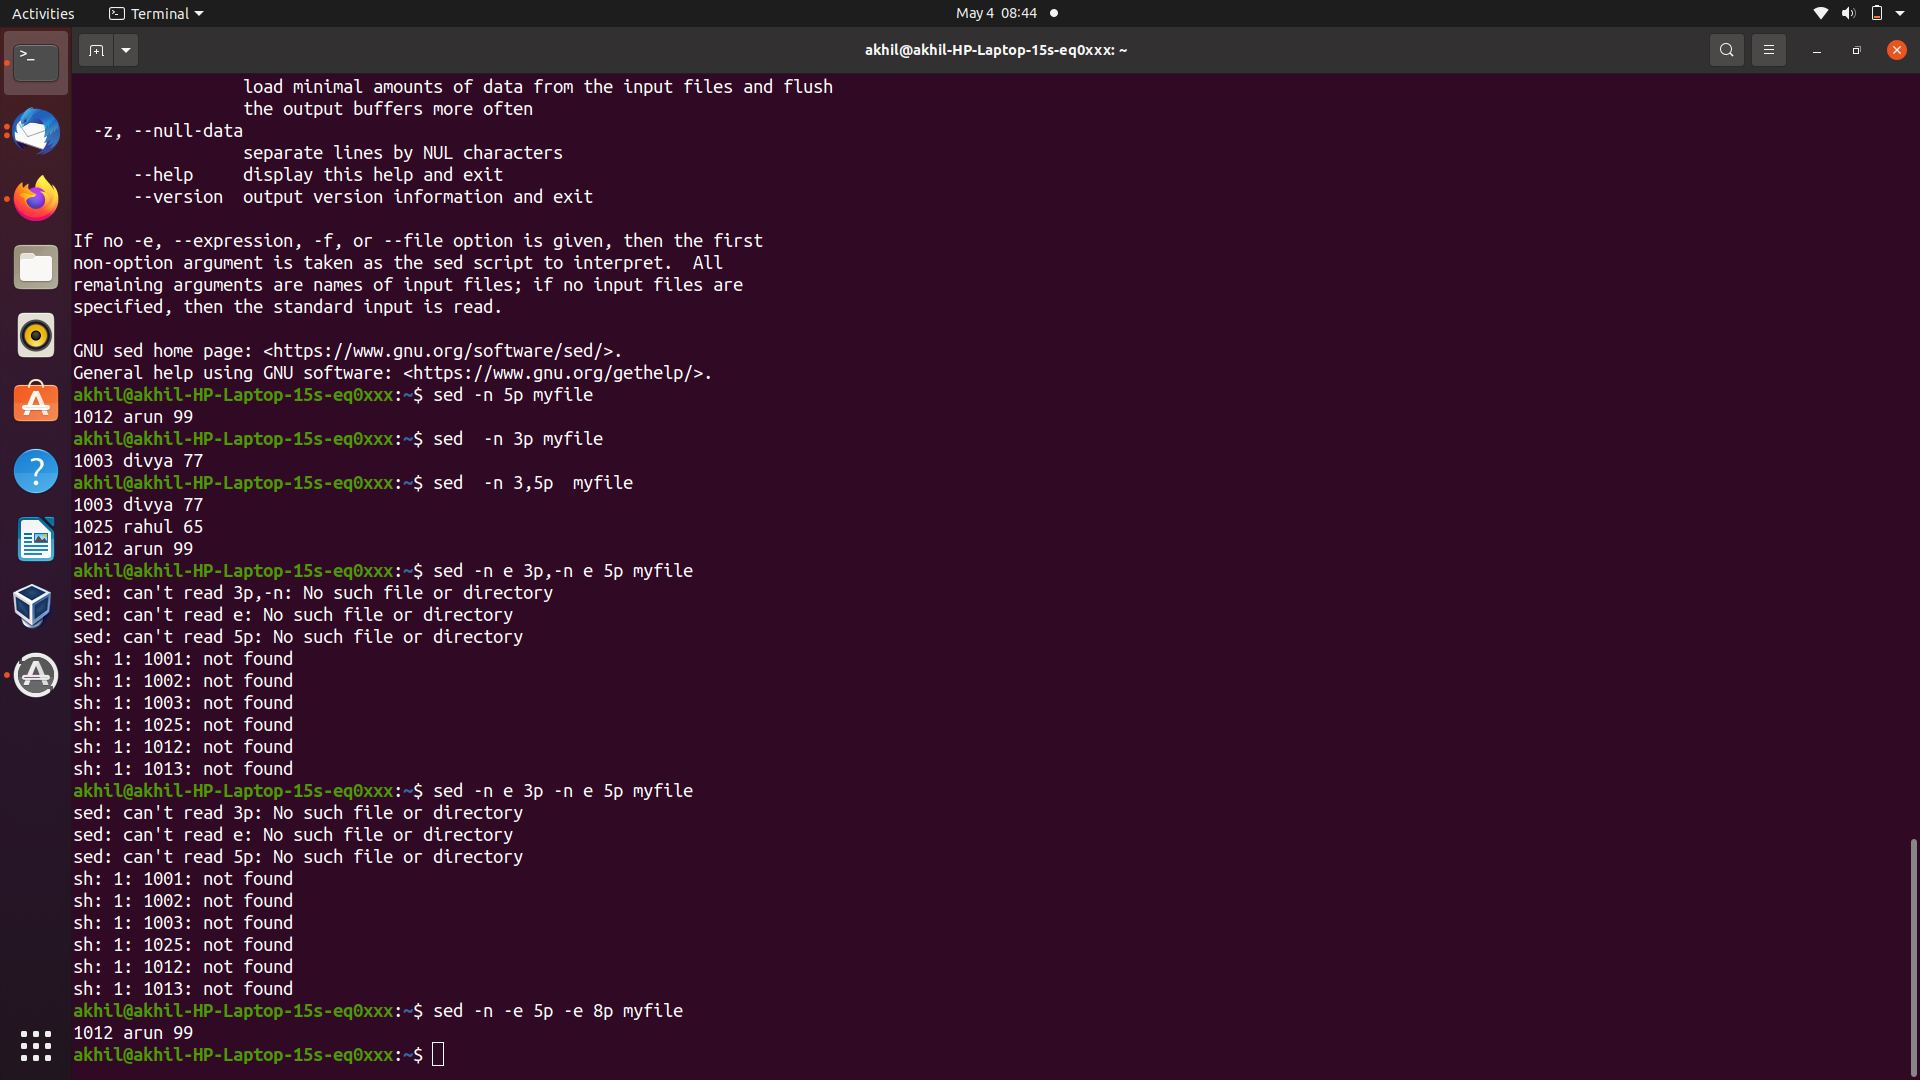 Activities
Terminal
May 4 08:44
akhil@akhil-HP-Laptop-15s-eq0xxx: ~
load minimal amounts of data from the input files and flush
the output buffers more often
-z, --null-data
separate lines by NUL characters
--help     display this help and exit
--version  output version information and exit
If no -e, --expression, -f, or --file option is given, then the first
non-option argument is taken as the sed script to interpret.  All
remaining arguments are names of input files; if no input files are
specified, then the standard input is read.
GNU sed home page: <https://www.gnu.org/software/sed/>.
General help using GNU software: <https://www.gnu.org/gethelp/>.
akhil@akhil-HP-Laptop-15s-eq0xxx:~$ sed -n 5p myfile
1012 arun 99
akhil@akhil-HP-Laptop-15s-eq0xxx:~$ sed  -n 3p myfile
1003 divya 77
akhil@akhil-HP-Laptop-15s-eq0xxx:~$ sed  -n 3,5p  myfile
1003 divya 77
1025 rahul 65
1012 arun 99
akhil@akhil-HP-Laptop-15s-eq0xxx:~$ sed -n e 3p,-n e 5p myfile
sed: can't read 3p,-n: No such file or directory
sed: can't read e: No such file or directory
sed: can't read 5p: No such file or directory
sh: 1: 1001: not found
sh: 1: 1002: not found
sh: 1: 1003: not found
sh: 1: 1025: not found
sh: 1: 1012: not found
sh: 1: 1013: not found
akhil@akhil-HP-Laptop-15s-eq0xxx:~$ sed -n e 3p -n e 5p myfile
sed: can't read 3p: No such file or directory
sed: can't read e: No such file or directory
sed: can't read 5p: No such file or directory
sh: 1: 1001: not found
sh: 1: 1002: not found
sh: 1: 1003: not found
sh: 1: 1025: not found
sh: 1: 1012: not found
sh: 1: 1013: not found
akhil@akhil-HP-Laptop-15s-eq0xxx:~$ sed -n -e 5p -e 8p myfile
1012 arun 99
akhil@akhil-HP-Laptop-15s-eq0xxx:~$